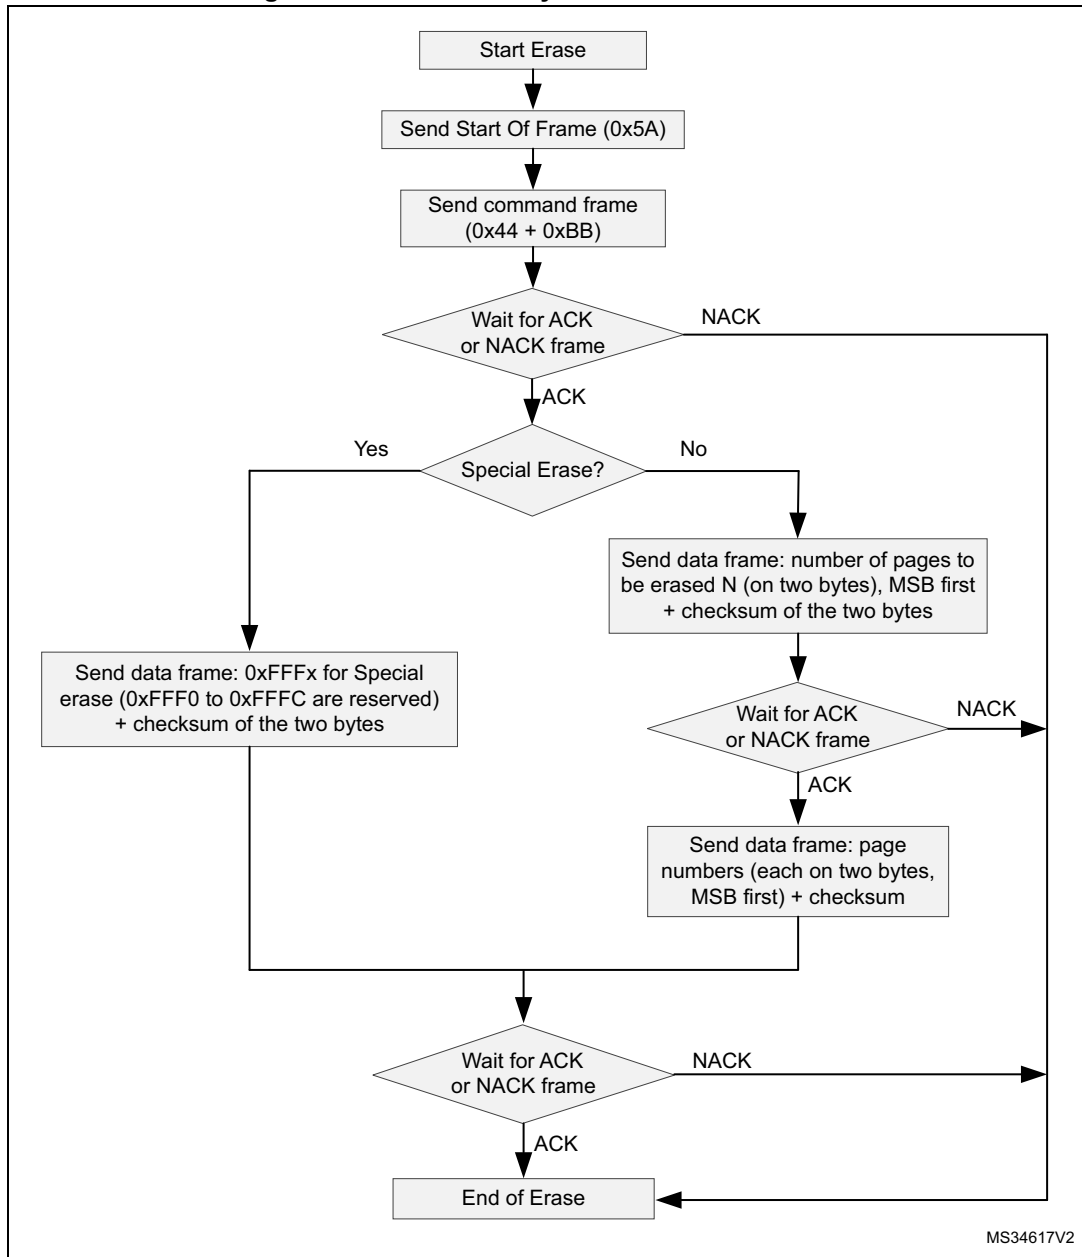 Start Erase
Send Start Of Frame (0x5A)
Send command frame
(0x44 + 0xBB)
Wait for ACK
or NACK frame
NACK
ACK
Yes
Special Erase?
No
Send data frame: number of pages to
be erased N (on two bytes), MSB first
+ checksum of the two bytes
Send data frame: 0xFFFx for Special
erase (0xFFF0 to 0xFFFC are reserved)
+ checksum of the two bytes
Wait for ACK
or NACK frame
NACK
ACK
Send data frame: page
numbers (each on two bytes,
MSB first) + checksum
Wait for ACK
or NACK frame
NACK
ACK
End of Erase
MS34617V2